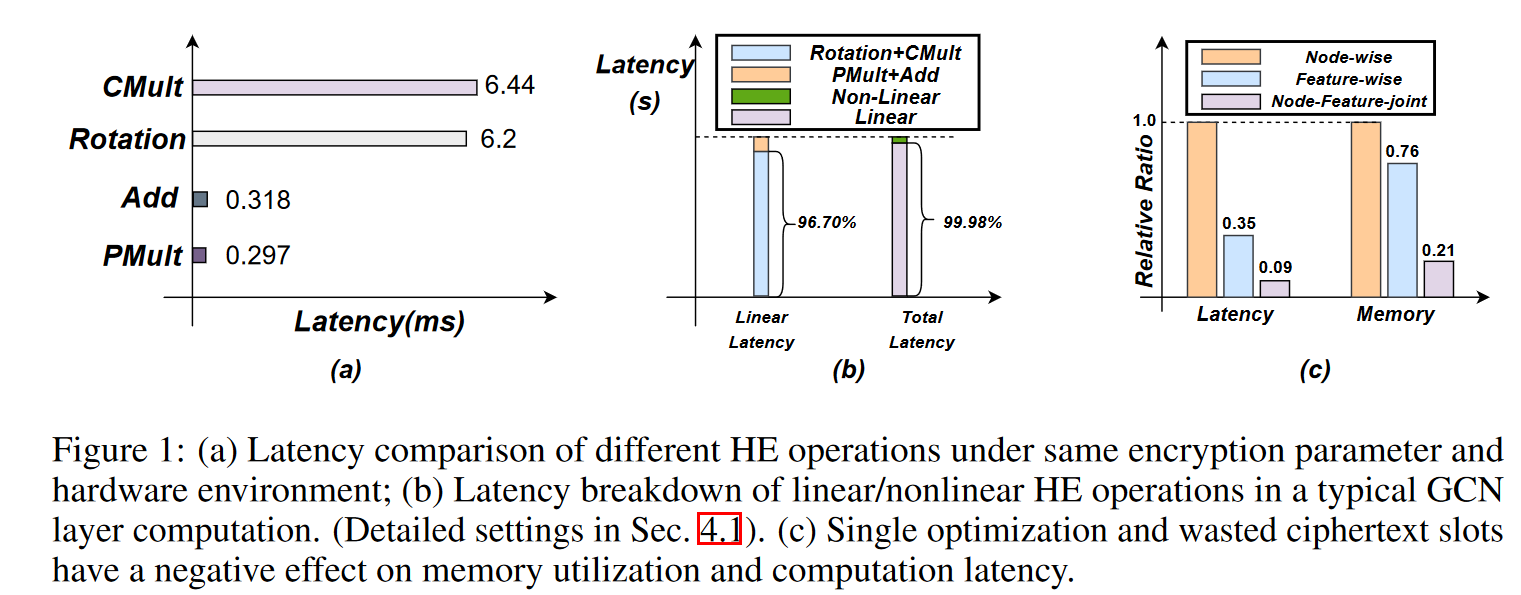 CMult
6.44
Rotation
6.2
Add
0.318
PMult
0.297
Latency(ms)
(a)
Latency
(s)
Rotation+CMult
PMult+Add
Non-Linear
Linear
96.70%
99.98%
Linear
Latency
Total
Latency
(b)
Node-wise
Feature-wise
Node-Feature-joint
Relative Ratio
1.0
0.35
0.09
0.76
0.21
Latency
Memory
(c)
Figure 1: (a) Latency comparison of different HE operations under same encryption parameter and
hardware environment; (b) Latency breakdown of linear/nonlinear HE operations in a typical GCN
layer computation. (Detailed settings in Sec. 4.1). (c) Single optimization and wasted ciphertext slots
have a negative effect on memory utilization and computation latency.